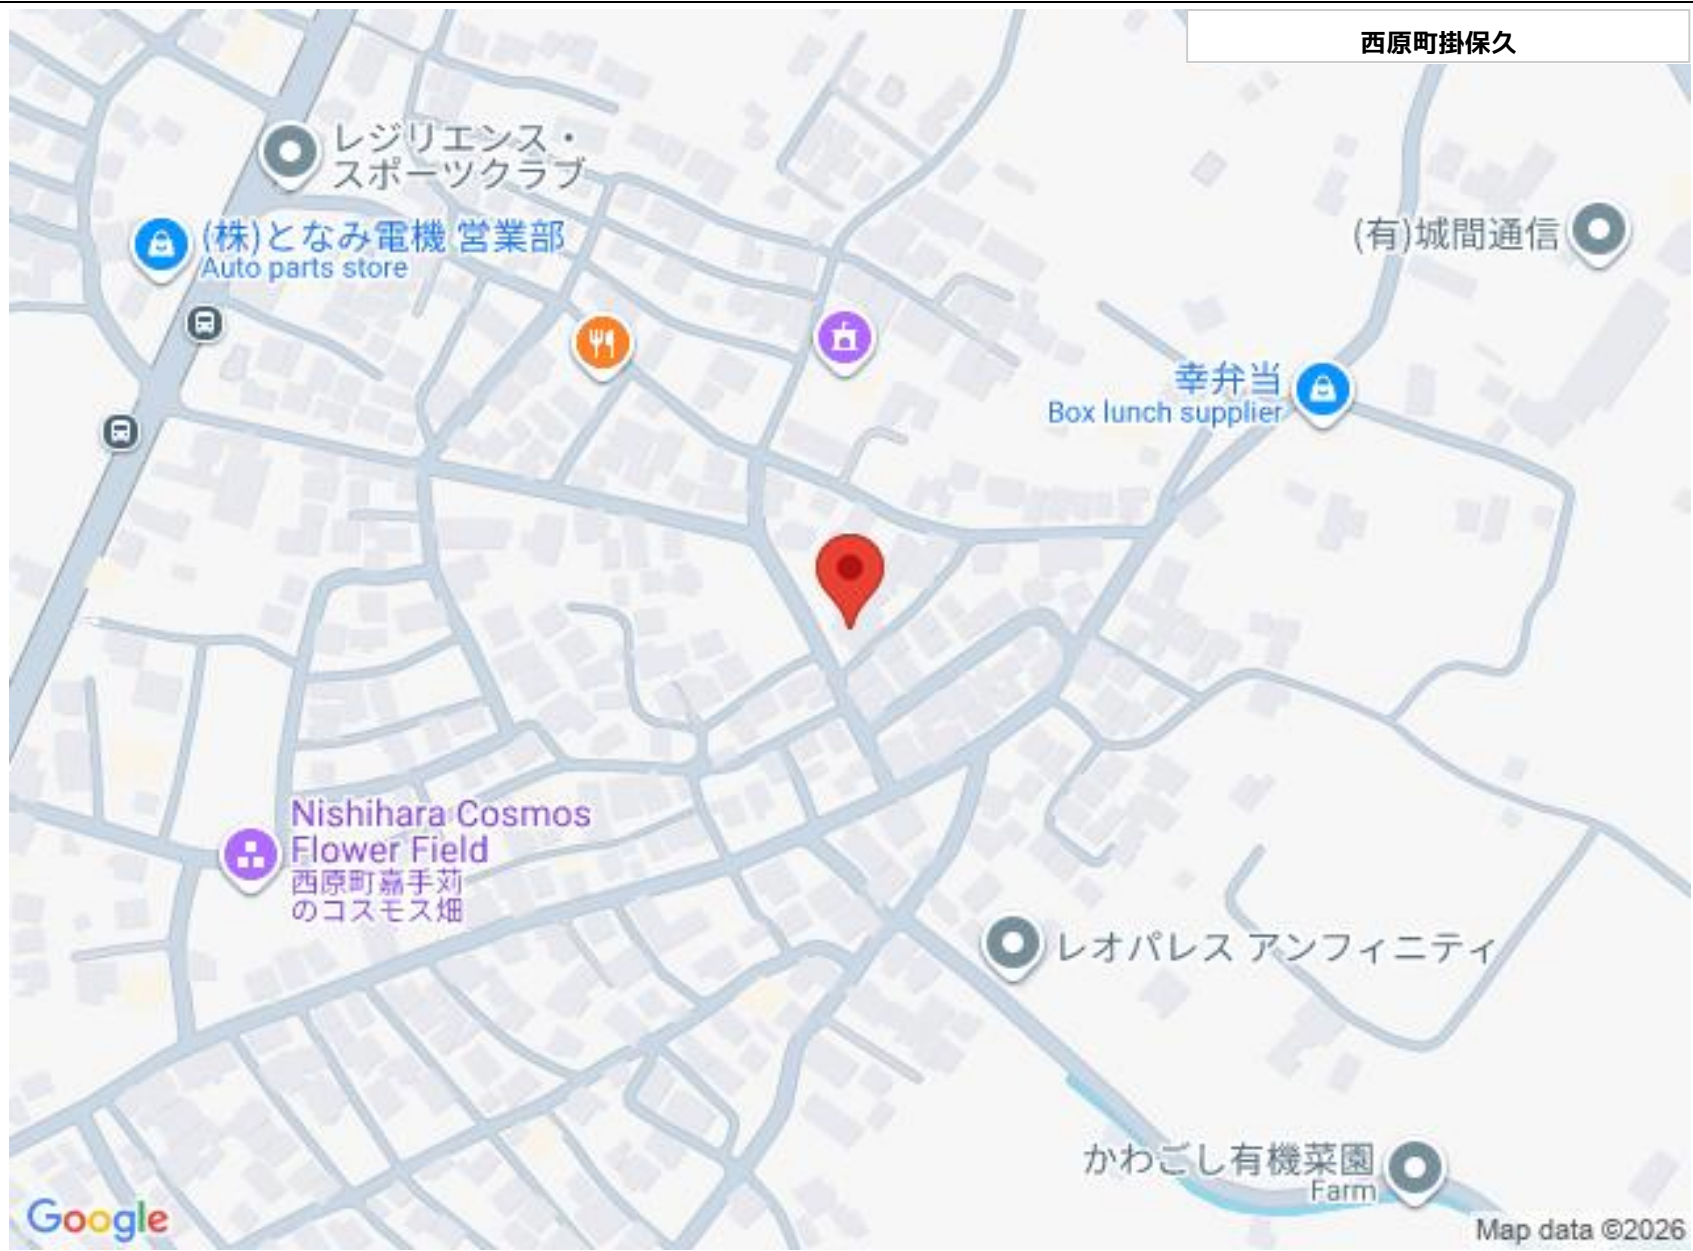 西原町掛保久
レジリエンス・
スポーツクラブ
(株)となみ電機 営業部
Auto parts store
(有)城間通信
幸弁当
Box lunch supplier
Nishihara Cosmos
Flower Field
西原町嘉手苅
のコスモス畑
レオパレス アンフィニティ
かわごし有機菜園
Farm
Google
Map data ©2026